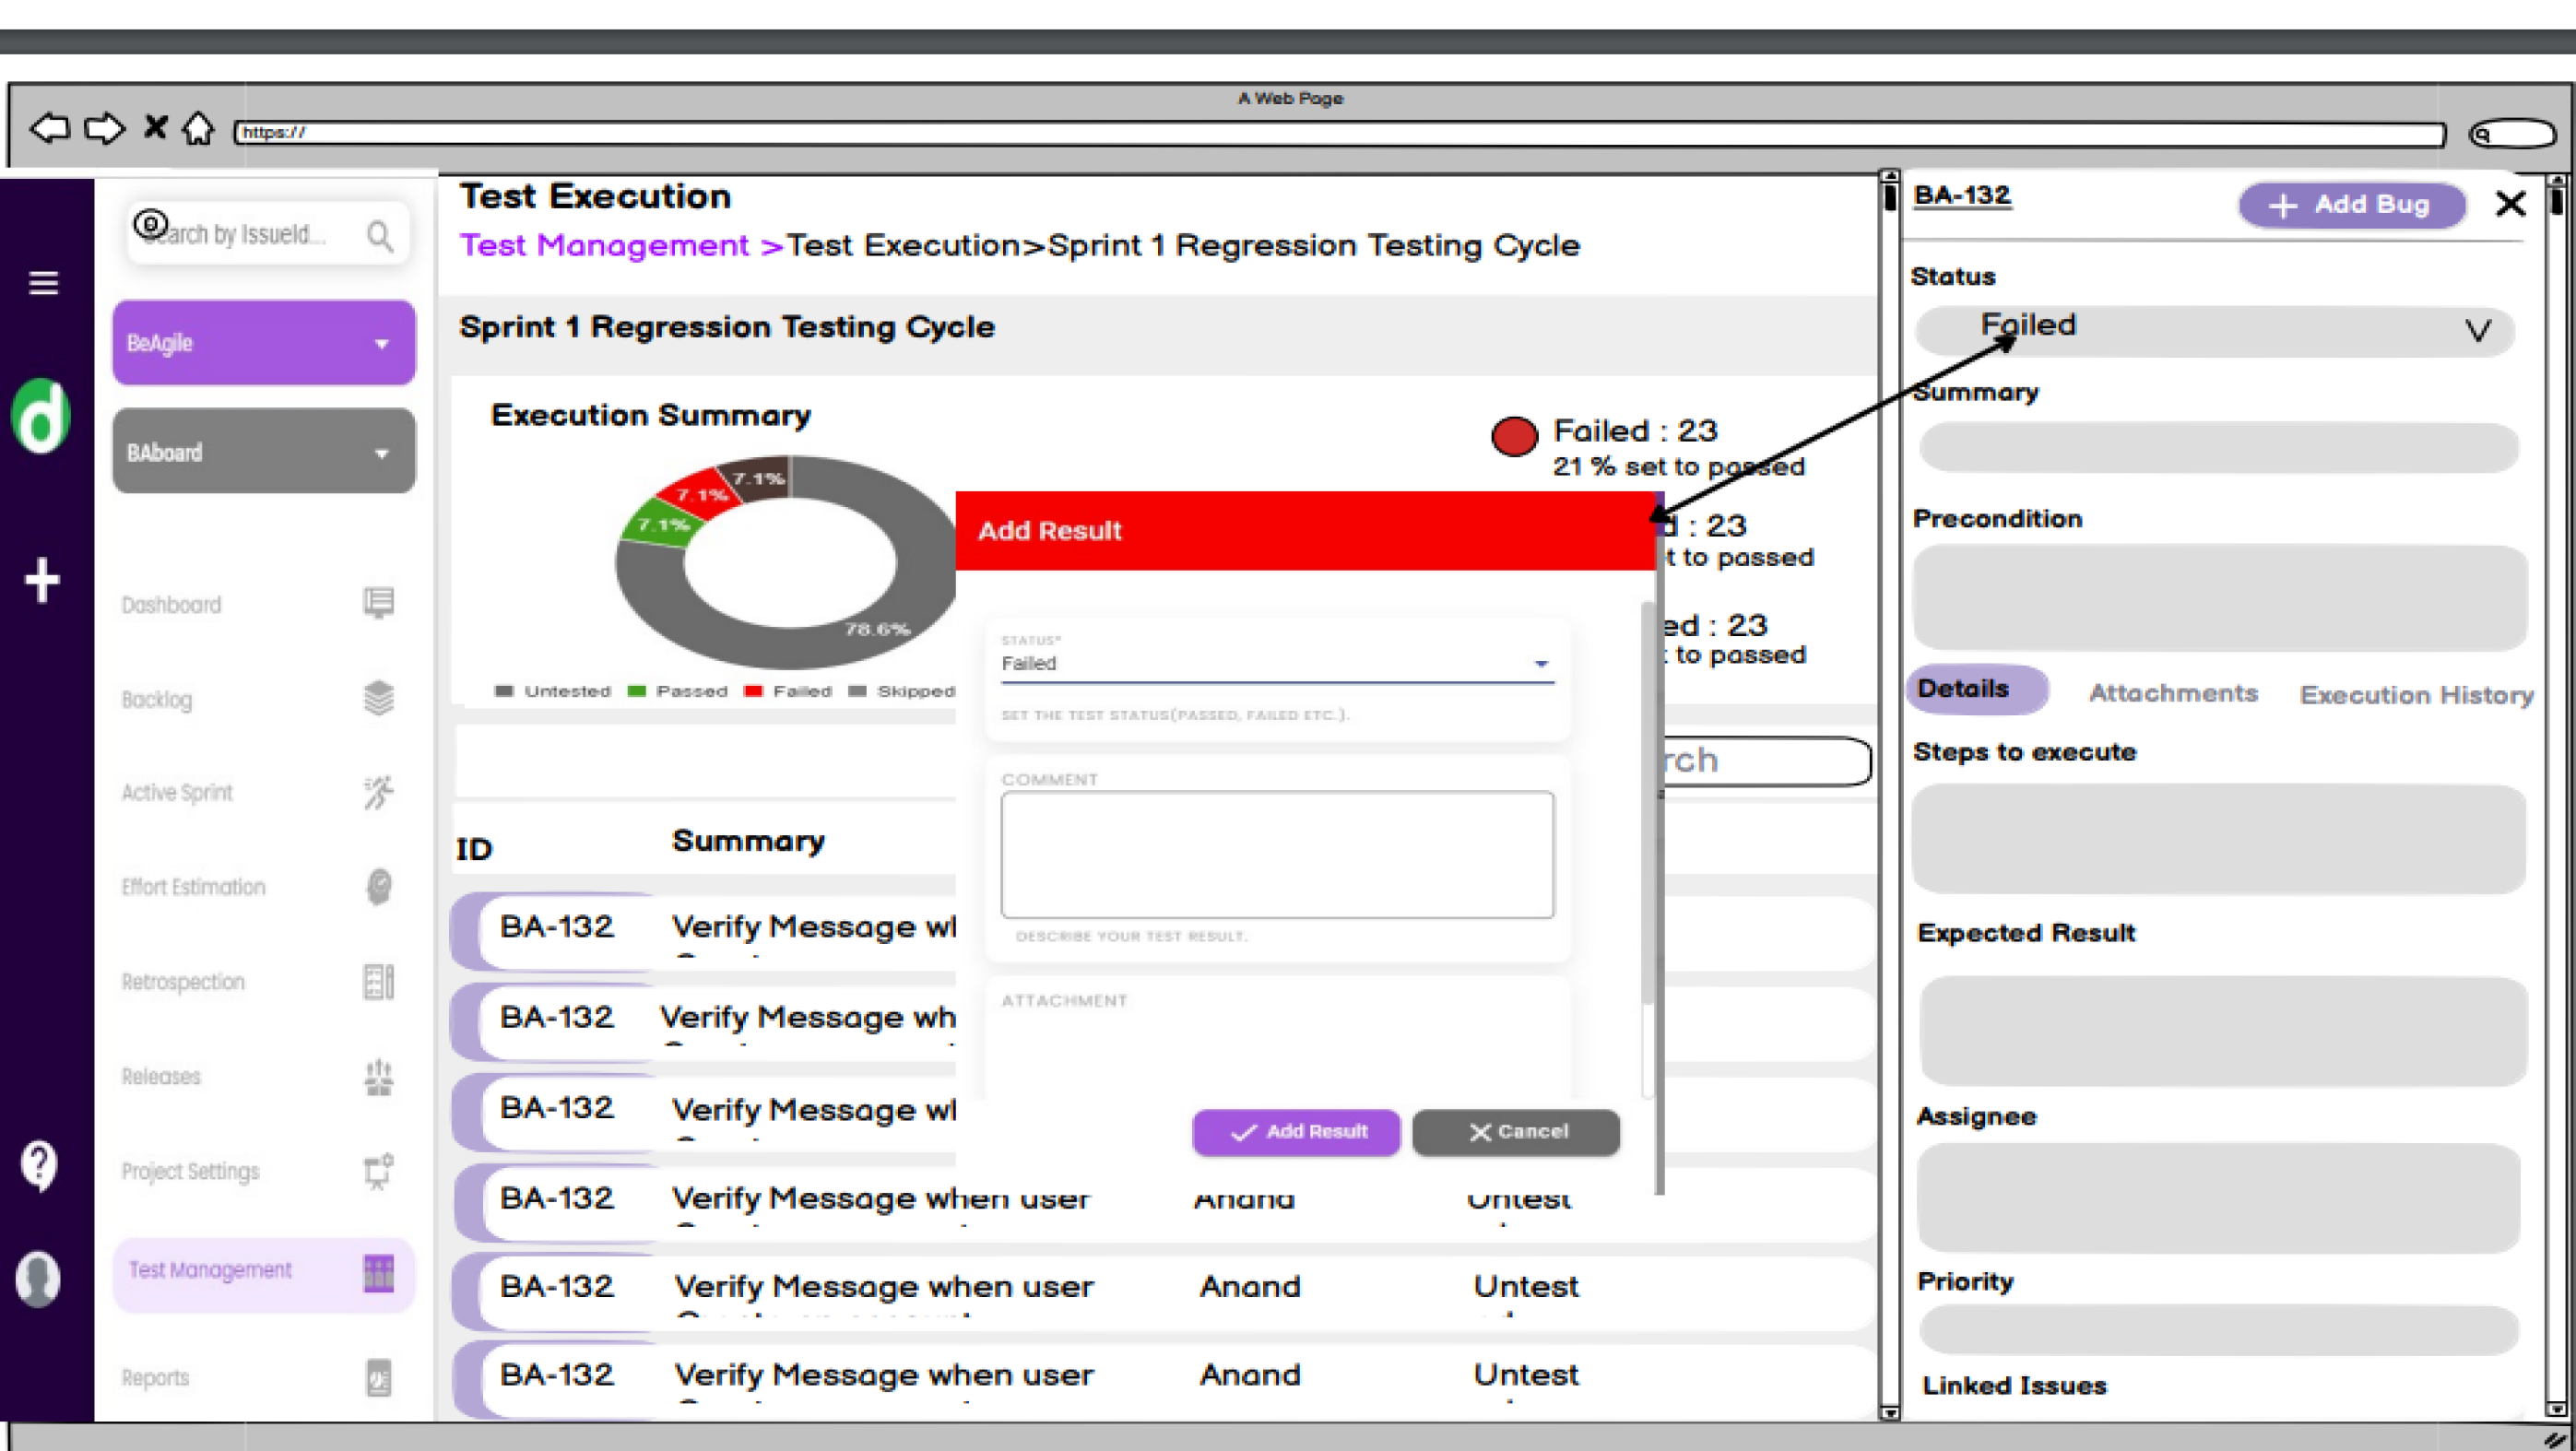 A Web Page
https://
arch by IssueId...
BeAgile
BAboard
Dashboard
Backlog
Active Sprint
Effort Estimation
Retrospection
Releases
Project Settings
Test Management
Reports
Test Execution
Test Management >Test Execution>Sprint 1 Regression Testing Cycle
Sprint 1 Regression Testing Cycle
Execution Summary
7.1%
7.1%
7.1%
78.6%
Untested Passed Failed Skipped
Failed : 23
21 % set to passed
d : 23
t to passed
ed : 23
to passed
rch
ID Summary
BA-132 Verify Message wh
BA-132 Verify Message wh
BA-132 Verify Message wh
BA-132 Verify Message when user Anand Untest
BA-132 Verify Message when user Anand Untest
BA-132 Verify Message when user Anand Untest
Add Result
STATUS*
Failed
SET THE TEST STATUS(PASSED, FAILED ETC.).
COMMENT
DESCRIBE YOUR TEST RESULT.
ATTACHMENT
Add Result
Cancel
BA-132
+ Add Bug
Status
Failed
Summary
Precondition
Details Attachments Execution History
Steps to execute
Expected Result
Assignee
Priority
Linked Issues